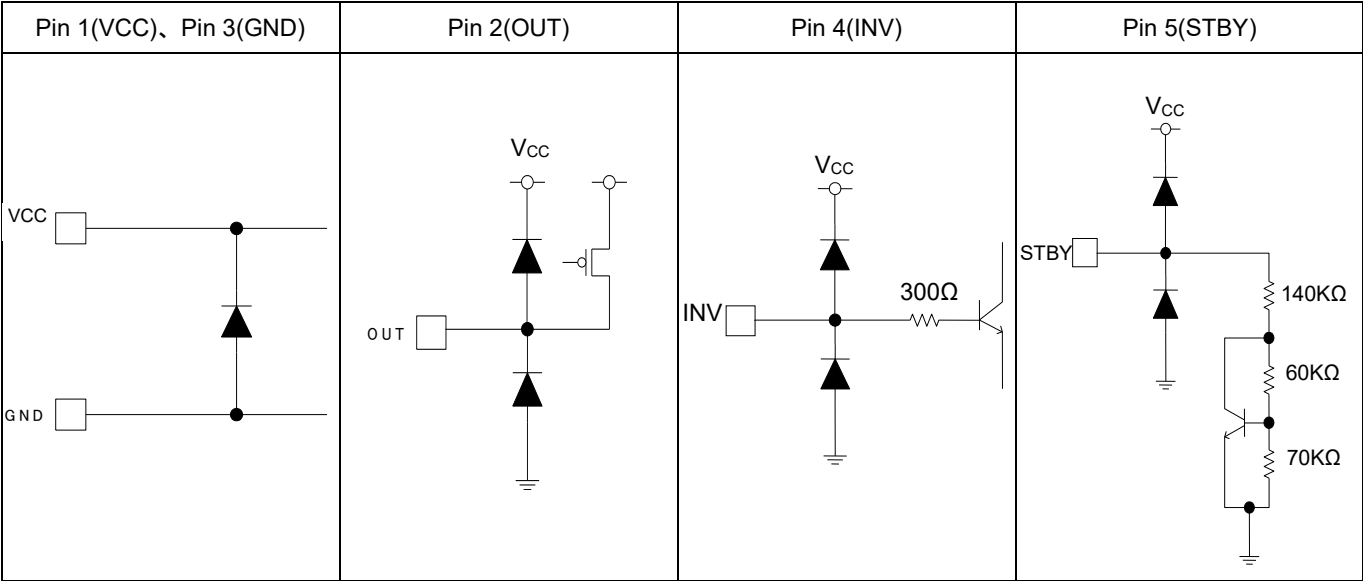 Pin 1(VCC)、Pin 3(GND)
Pin 2(OUT)
Pin 4(INV)
Pin 5(STBY)
VCC
GND
VCC
OUT
VCC
INV
300Ω
VCC
STBY
140KΩ
60KΩ
70KΩ